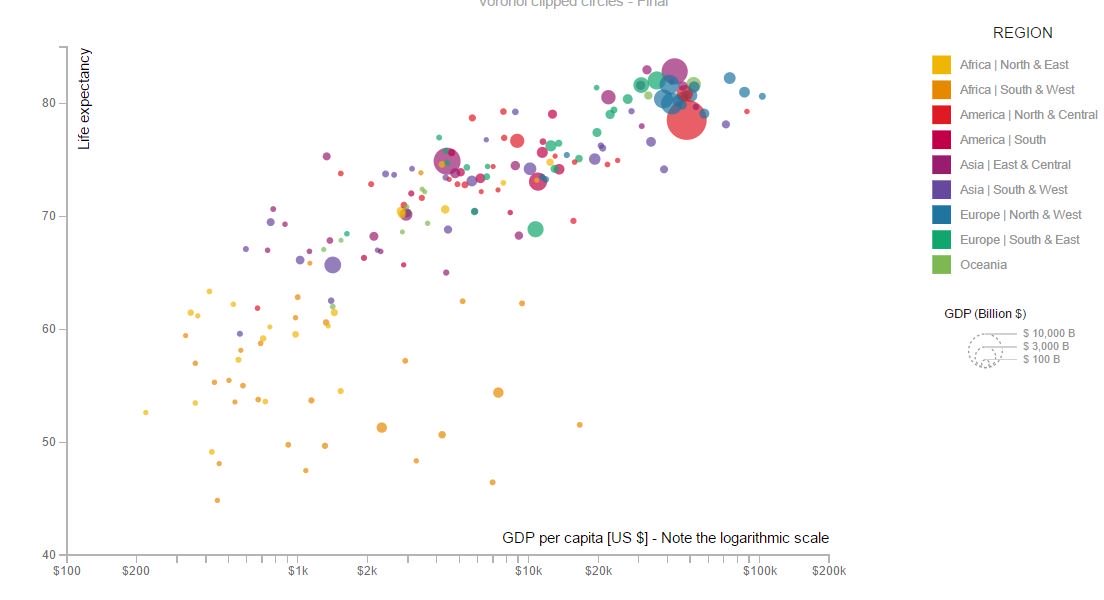 Voronoi clipped circles - Final
Life expectancy
80
70
60
50
40
GDP per capita [US $] - Note the logarithmic scale
$100
$200
$1k
$2k
$10k
$20k
$100k
$200k
REGION
Africa | North & East
Africa | South & West
America | North & Central
America | South
Asia | East & Central
Asia | South & West
Europe | North & West
Europe | South & East
Oceania
GDP (Billion $)
$ 10,000 B
$ 3,000 B
$ 100 B